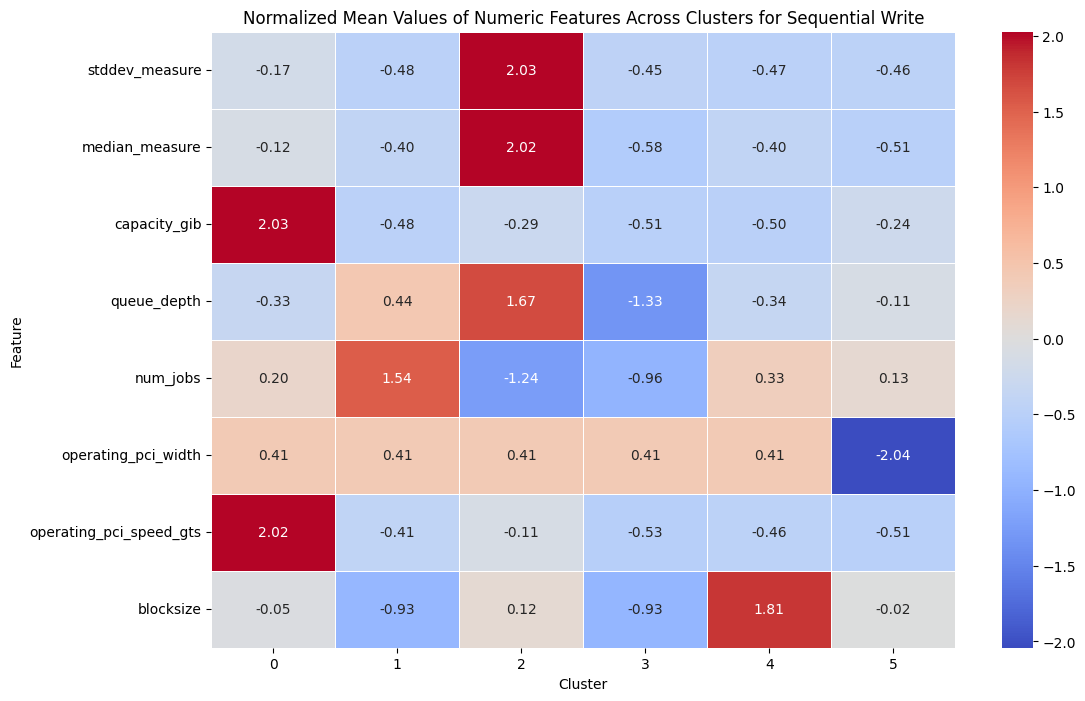 Normalized Mean Values of Numeric Features Across Clusters for Sequential Write
Feature
stddev_measure -0.17 -0.48 2.03 -0.45 -0.47 -0.46
median_measure -0.12 -0.40 2.02 -0.58 -0.40 -0.51
capacity_gib 2.03 -0.48 -0.29 -0.51 -0.50 -0.24
queue_depth -0.33 0.44 1.67 -1.33 -0.34 -0.11
num_jobs 0.20 1.54 -1.24 -0.96 0.33 0.13
operating_pci_width 0.41 0.41 0.41 0.41 0.41 -2.04
operating_pci_speed_gts 2.02 -0.41 -0.11 -0.53 -0.46 -0.51
blocksize -0.05 -0.93 0.12 -0.93 1.81 -0.02
0 1 2 3 4 5
Cluster
2.0
1.5
1.0
0.5
0.0
−0.5
−1.0
−1.5
−2.0